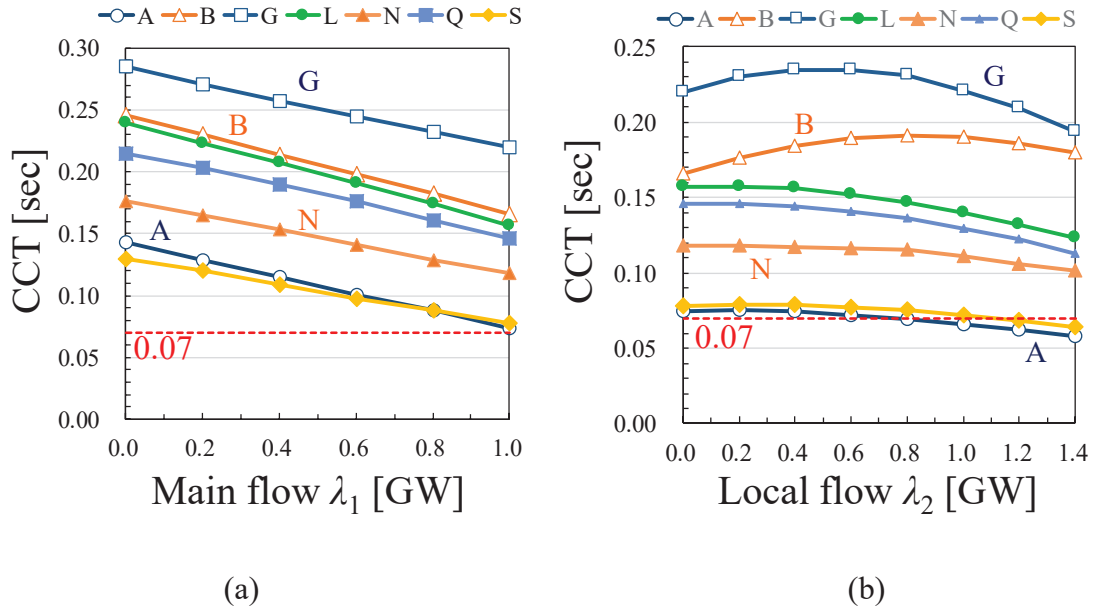 A B G L N Q S
0.30
0.25
0.20
0.15
0.10
0.05
0.00
CCT [sec]
G
B
N
A
0.07
0.0 0.2 0.4 0.6 0.8 1.0
Main flow λ1 [GW]
(a)
A B G L N Q S
0.25
0.20
0.15
0.10
0.05
0.00
CCT [sec]
G
B
N
0.07
A
0.0 0.2 0.4 0.6 0.8 1.0 1.2 1.4
Local flow λ2 [GW]
(b)